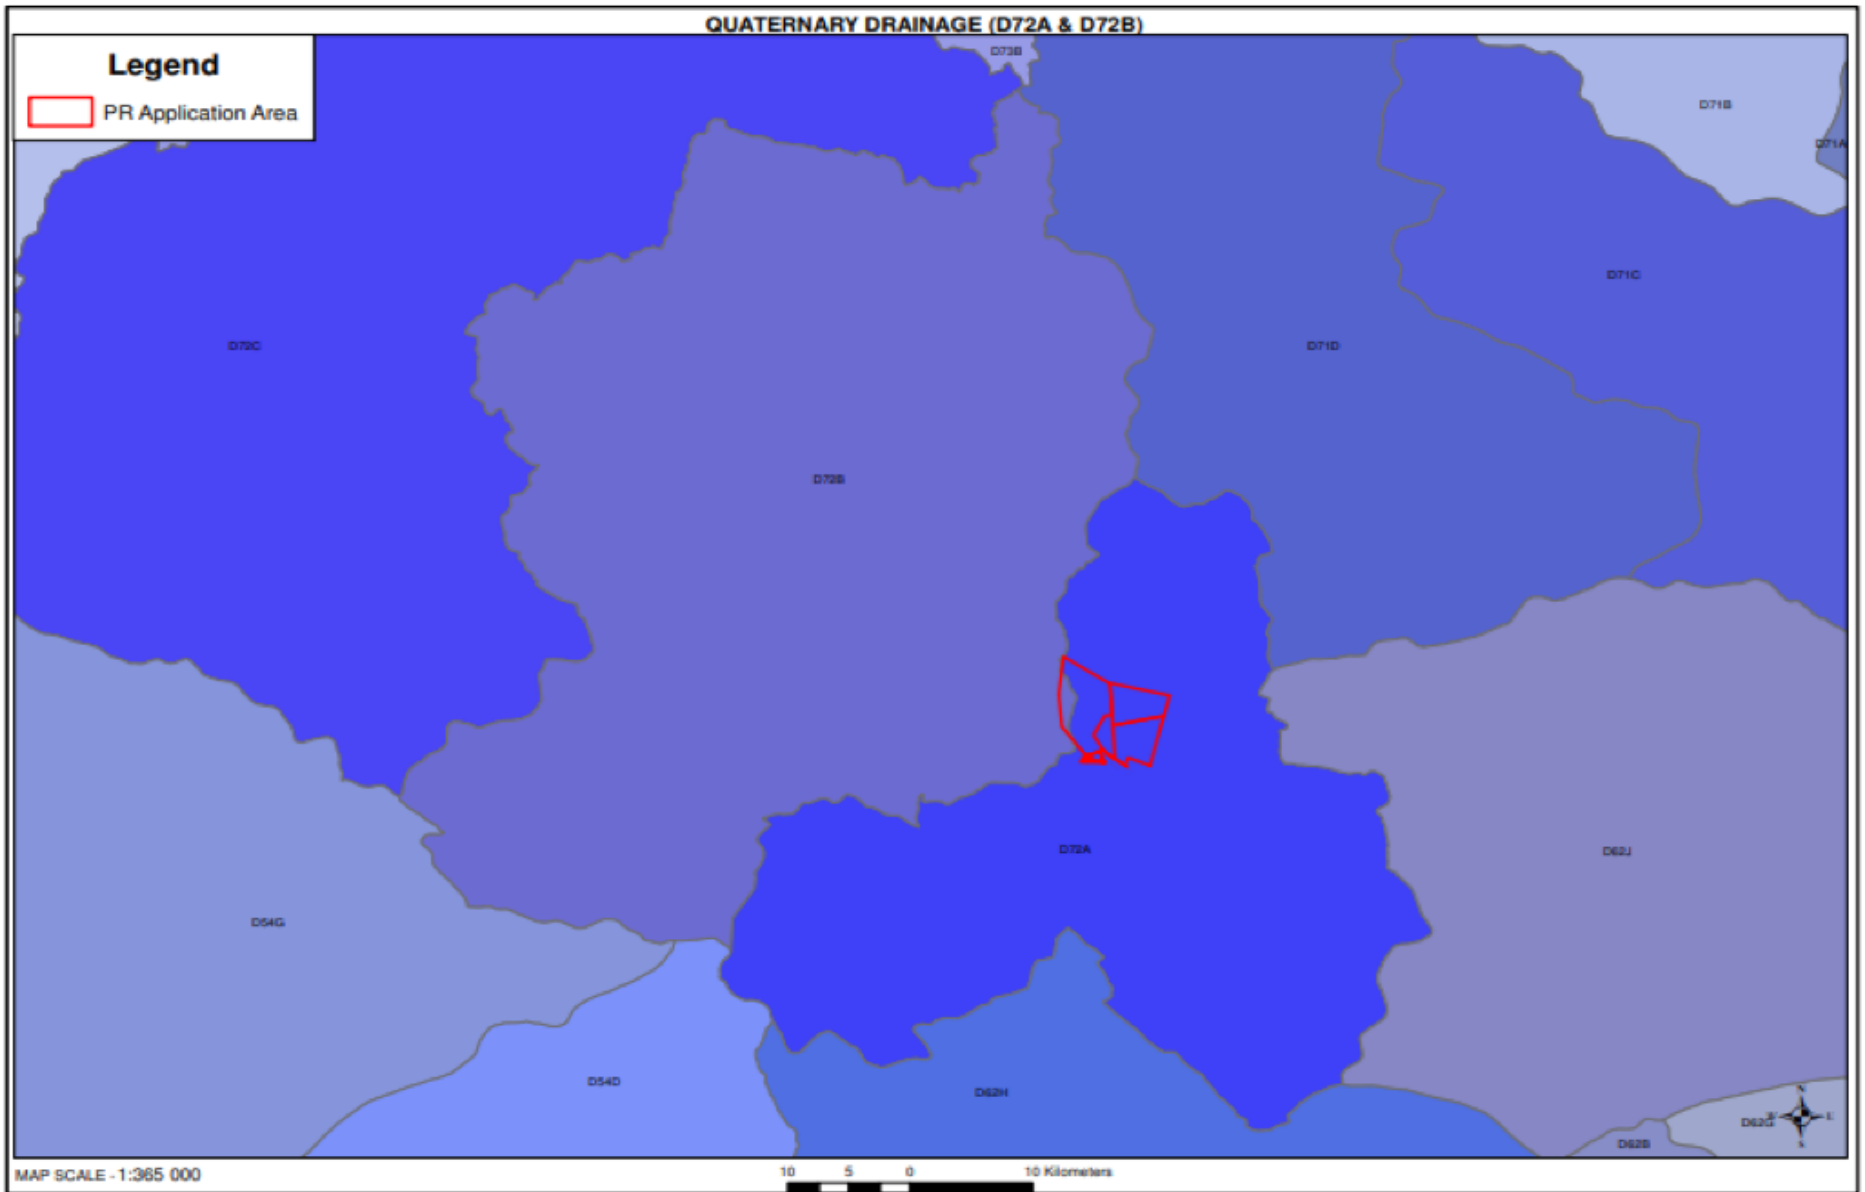 QUATERNARY DRAINAGE (D72A & D72B)
Legend
PR Application Area
D73B
D71B
D71A
D71C
D72C
D71D
D72B
D72A
D62J
D54G
D54D
D62H
D62G
D62B
N
W E
S
MAP SCALE - 1:365 000
10 5 0 10 Kilometers